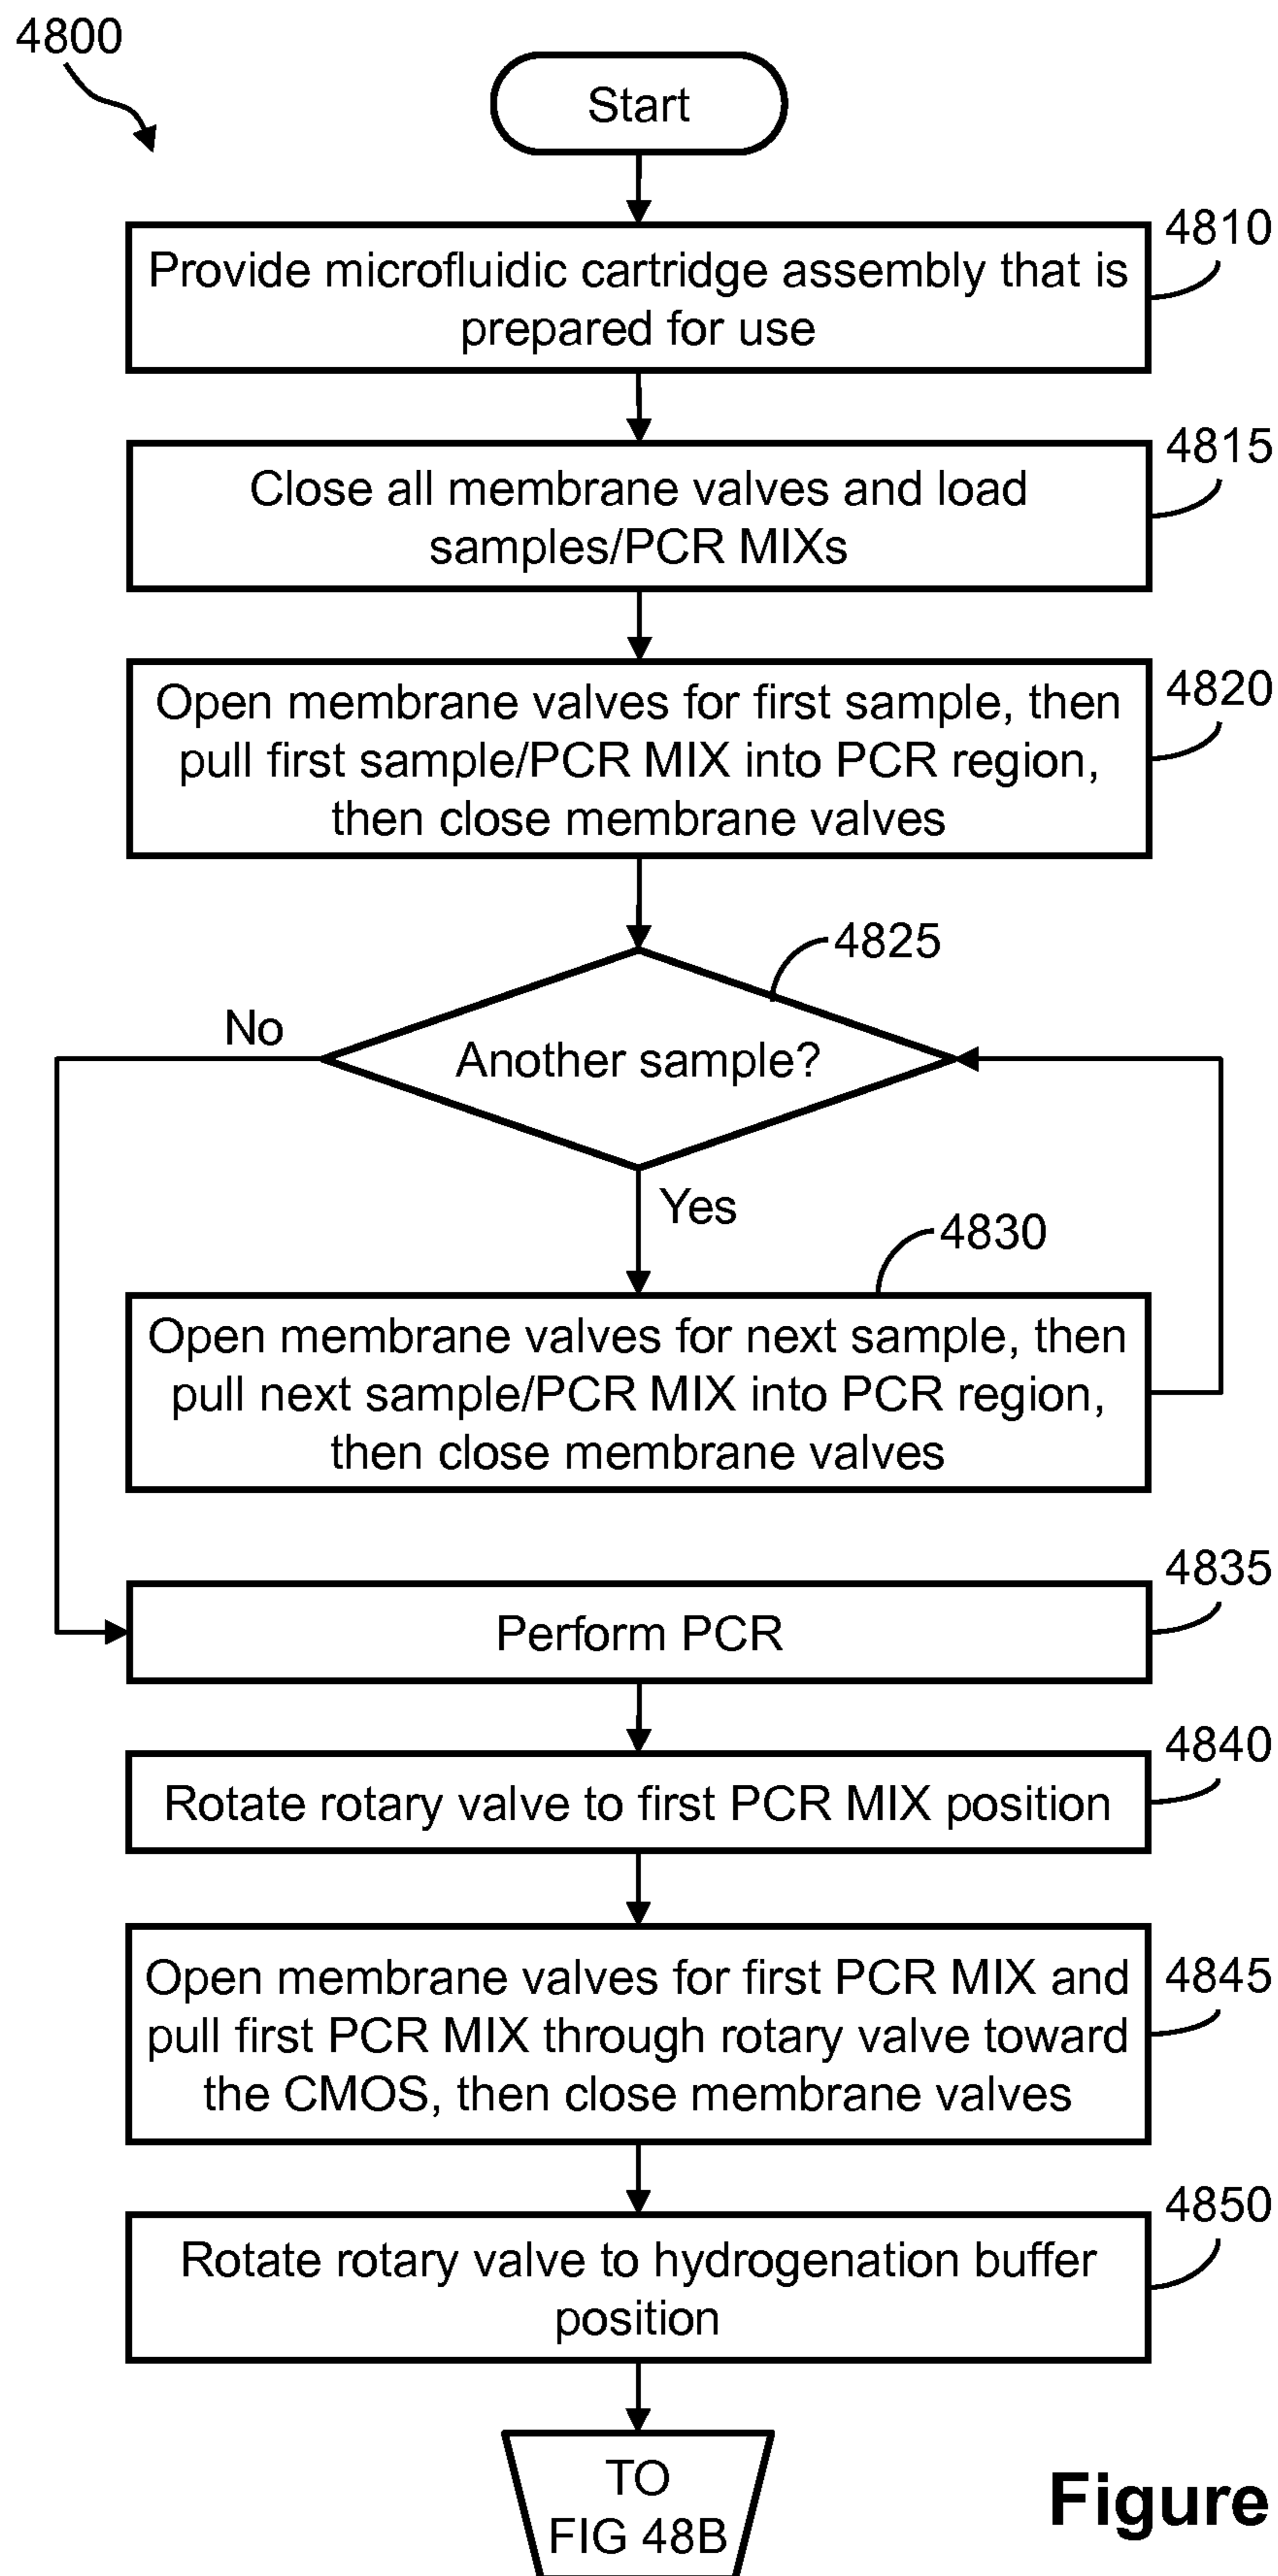 4800
Start
4810
Provide microfluidic cartridge assembly that is
prepared for use
4815
Close all membrane valves and load
samples/PCR MIXs
4820
Open membrane valves for first sample, then
pull first sample/PCR MIX into PCR region,
then close membrane valves
4825
No
Another sample?
Yes
4830
Open membrane valves for next sample, then
pull next sample/PCR MIX into PCR region,
then close membrane valves
4835
Perform PCR
4840
Rotate rotary valve to first PCR MIX position
4845
Open membrane valves for first PCR MIX and
pull first PCR MIX through rotary valve toward
the CMOS, then close membrane valves
4850
Rotate rotary valve to hydrogenation buffer
position
TO
FIG 48B
Figure